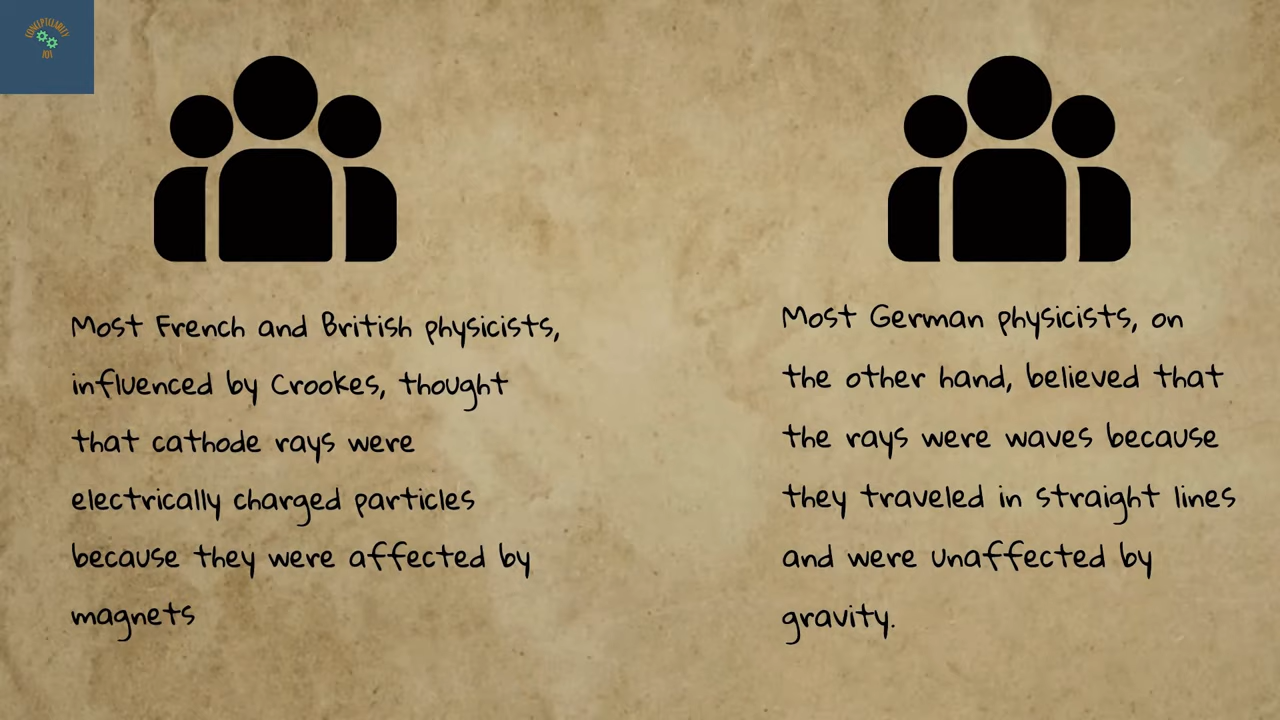 CONCEPTUALITY
101
Most French and British physicists,
influenced by Crookes, thought
that cathode rays were
electrically charged particles
because they were affected by
magnets
Most German physicists, on
the other hand, believed that
the rays were waves because
they traveled in straight lines
and were unaffected by
gravity.